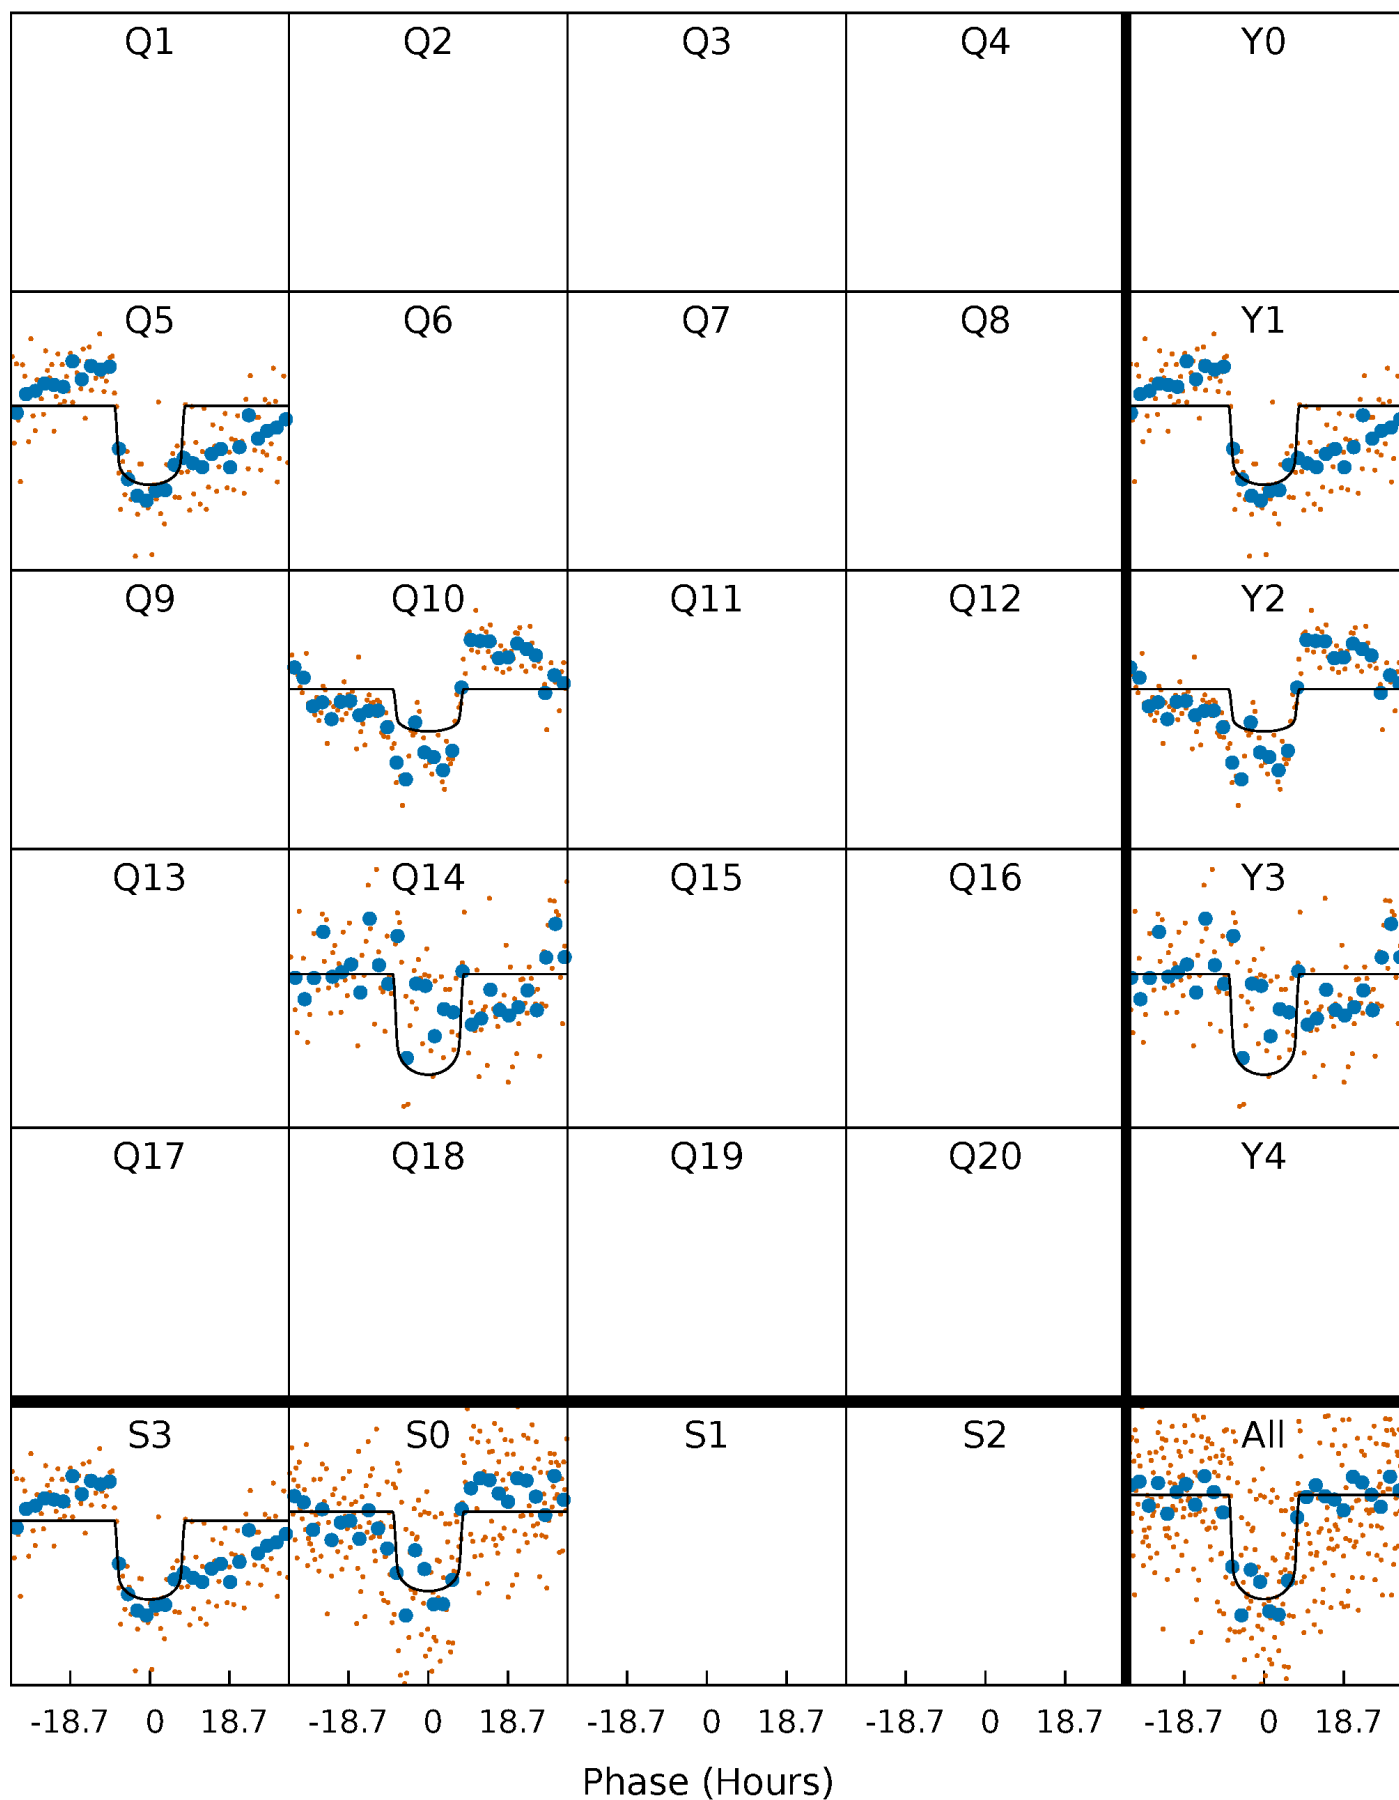 Q1 Q2 Q3 Q4 Y0
Q5 Q6 Q7 Q8 Y1
Q9 Q10 Q11 Q12 Y2
Q13 Q14 Q15 Q16 Y3
Q17 Q18 Q19 Q20 Y4
S3 S0 S1 S2 All
-18.7 0 18.7 -18.7 0 18.7 -18.7 0 18.7 -18.7 0 18.7 -18.7 0 18.7
Phase (Hours)